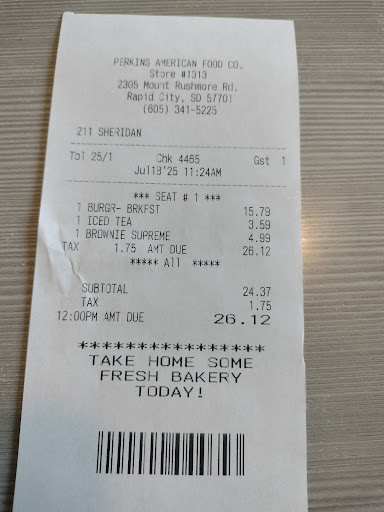 PERKINS AMERICAN FOOD CO.
Store #1313
2305 Mount Rushmore Rd.
Rapid City, SD 57701
(605) 341-5225
211 SHERIDAN
Tbl 25/1 Chk 4465 Gst 1
Jul18'25 11:24AM
*** SEAT # 1 ***
1 BURGR- BRKFST 15.79
1 ICED TEA 3.59
1 BROWNIE SUPREME 4.99
TAX 1.75 AMT DUE 26.12
***** All *****
SUBTOTAL 24.37
TAX 1.75
12:00PM AMT DUE 26.12
****************
TAKE HOME SOME
FRESH BAKERY
TODAY!